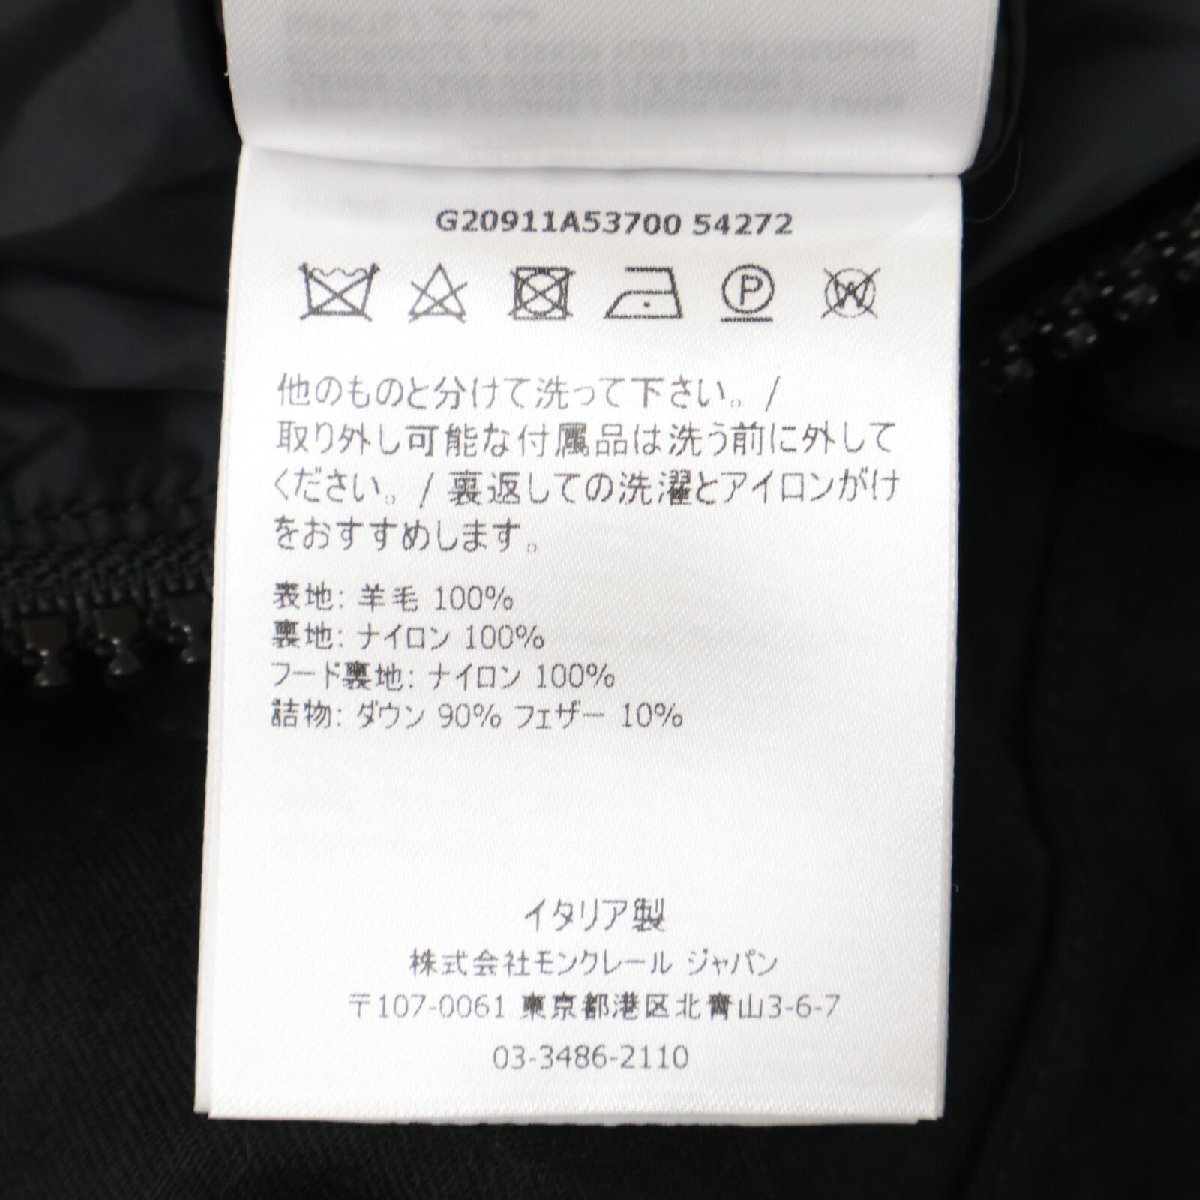 G20911A53700 54272
P
W
他のものと分けて洗って下さい。/
取り外し可能な付属品は洗う前に外して
ください。/ 裏返しての洗濯とアイロンがけ
をおすすめします。
表地: 羊毛 100%
裏地: ナイロン 100%
フード裏地: ナイロン 100%
詰物: ダウン 90% フェザー 10%
イタリア製
株式会社モンクレール ジャパン
〒107-0061 東京都港区北青山3-6-7
03-3486-2110